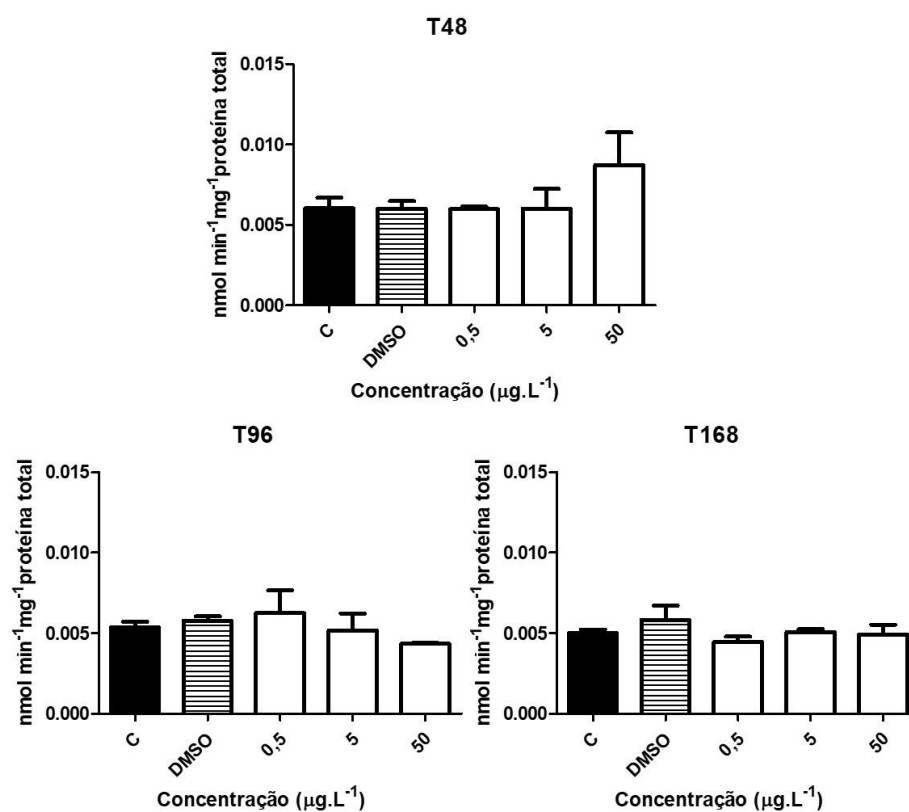 T48
nmol min⁻¹mg⁻¹proteína total
0.015
0.010
0.005
0.000
C
DMSO
0,5
5
50
Concentração (µg.L⁻¹)
T96
nmol min⁻¹mg⁻¹proteína total
0.015
0.010
0.005
0.000
C
DMSO
0,5
5
50
Concentração (µg.L⁻¹)
T168
nmol min⁻¹mg⁻¹proteína total
0.015
0.010
0.005
0.000
C
DMSO
0,5
5
50
Concentração (µg.L⁻¹)